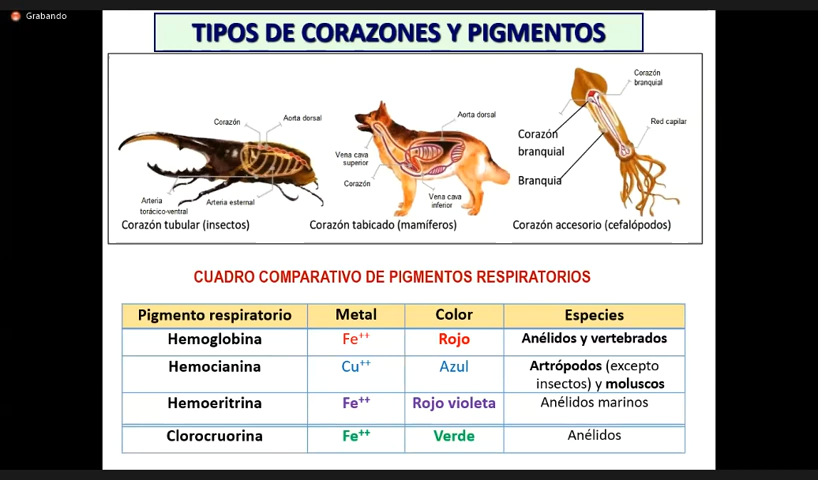 Grabando
TIPOS DE CORAZONES Y PIGMENTOS
Corazón
Aorta dorsal
Arteria
torácico-ventral
Arteria esternal
Corazón tubular (insectos)
Aorta dorsal
Vena cava
superior
Corazón
Vena cava
inferior
Corazón tabicado (mamíferos)
Corazón
branquial
Corazón
branquial
Red capilar
Branquia
Corazón accesorio (cefalópodos)
CUADRO COMPARATIVO DE PIGMENTOS RESPIRATORIOS
Pigmento respiratorio Metal Color Especies
Hemoglobina Fe⁺⁺ Rojo Anélidos y vertebrados
Hemocianina Cu⁺⁺ Azul Artrópodos (excepto
insectos) y moluscos
Hemoeritrina Fe⁺⁺ Rojo violeta Anélidos marinos
Clorocruorina Fe⁺⁺ Verde Anélidos